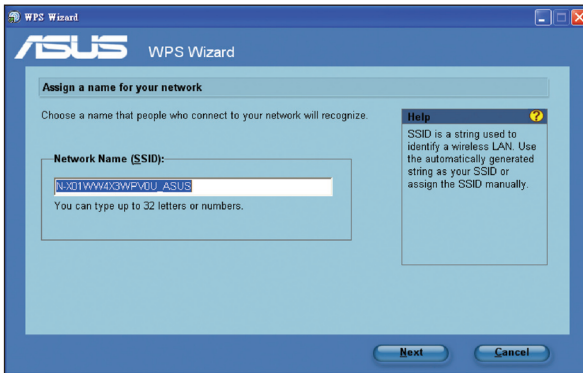 WPS Wizard
ASUS WPS Wizard
Assign a name for your network
Choose a name that people who connect to your network will recognize.
Network Name (SSID):
N-X01WW4X3WPV0U_ASUS
You can type up to 32 letters or numbers.
Help
SSID is a string used to
identify a wireless LAN. Use
the automatically generated
string as your SSID or
assign the SSID manually.
Next Cancel